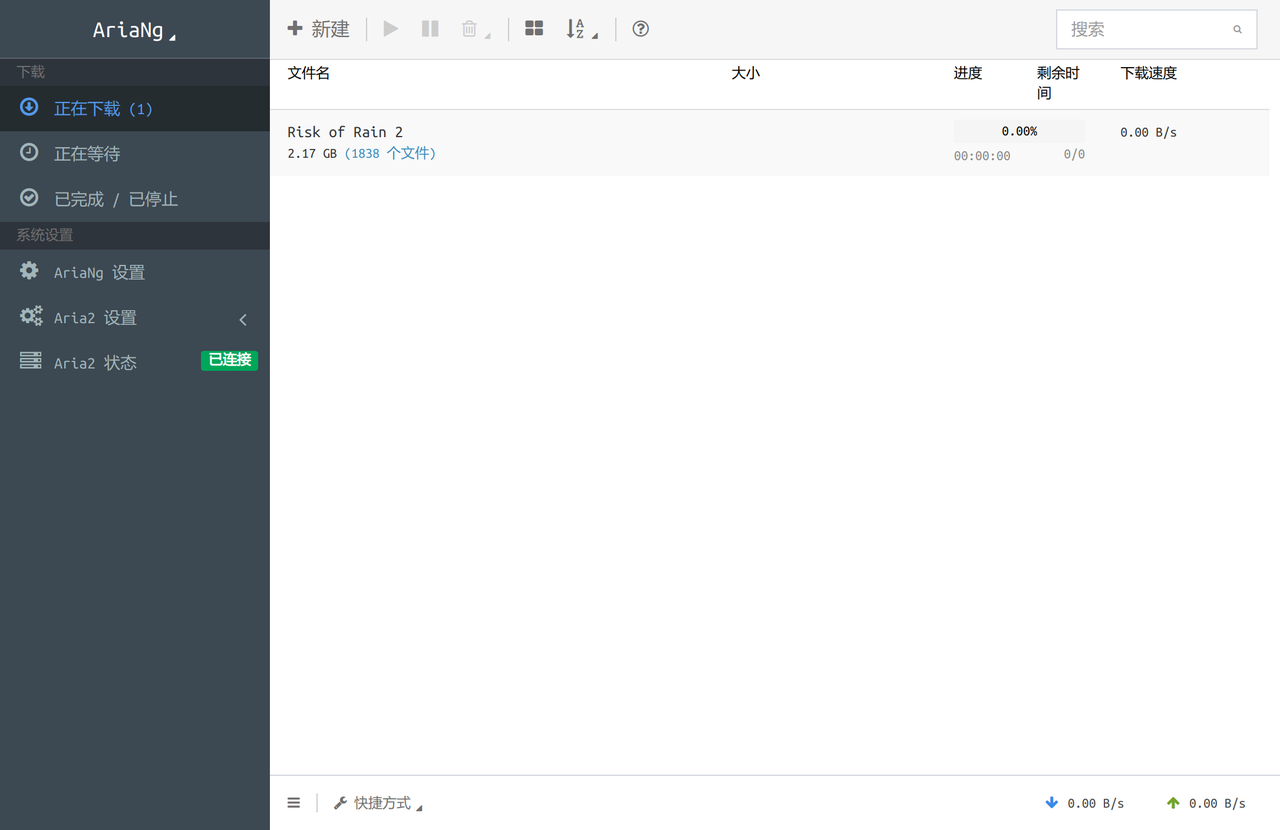 AriaNg
下载
正在下载 (1)
正在等待
已完成 / 已停止
系统设置
AriaNg 设置
Aria2 设置
Aria2 状态 已连接
新建
搜索
文件名 大小 进度 剩余时间 下载速度
Risk of Rain 2 0.00% 0.00 B/s
2.17 GB (1838 个文件) 00:00:00 0/0
快捷方式 0.00 B/s 0.00 B/s